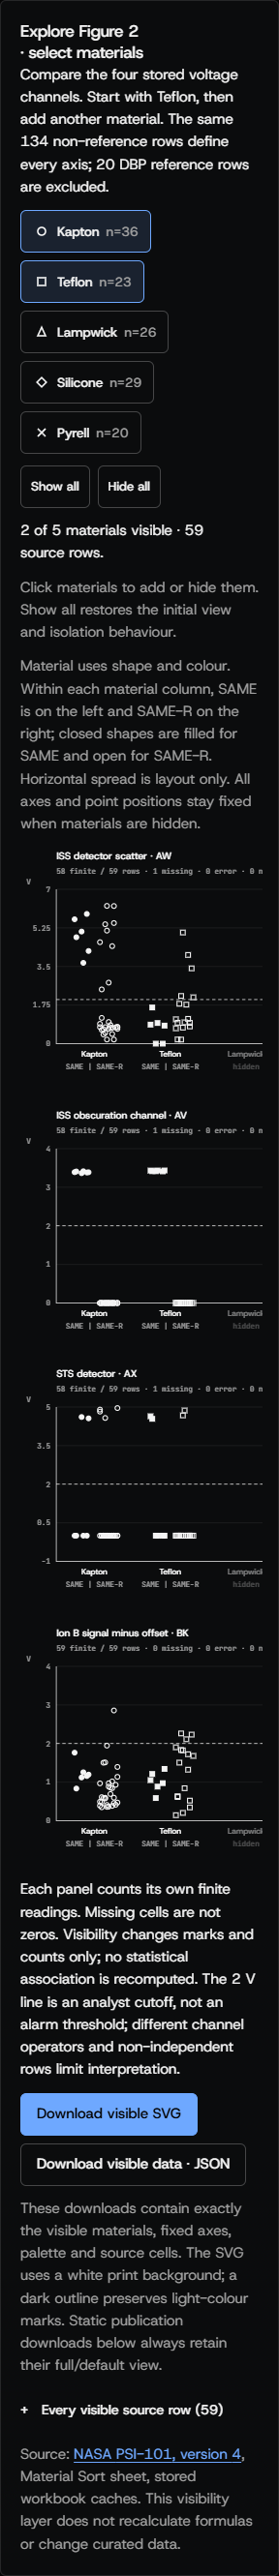 Explore Figure 2
· select materials
Compare the four stored voltage
channels. Start with Teflon, then
add another material. The same
134 non-reference rows define
every axis; 20 DBP reference rows
are excluded.
Kapton n=36
Teflon n=23
Lampwick n=26
Silicone n=29
Pyrell n=20
Show all Hide all
2 of 5 materials visible · 59
source rows.
Click materials to add or hide them.
Show all restores the initial view
and isolation behaviour.
Material uses shape and colour.
Within each material column, SAME
is on the left and SAME-R on the
right; closed shapes are filled for
SAME and open for SAME-R.
Horizontal spread is layout only. All
axes and point positions stay fixed
when materials are hidden.
ISS detector scatter · AW
58 finite / 59 rows · 1 missing · 0 error · 0 n
V
7
5.25
3.5
1.75
0
Kapton Teflon Lampwick
SAME | SAME-R SAME | SAME-R hidden
ISS obscuration channel · AV
58 finite / 59 rows · 1 missing · 0 error · 0 n
V
4
3
2
1
0
Kapton Teflon Lampwick
SAME | SAME-R SAME | SAME-R hidden
STS detector · AX
58 finite / 59 rows · 1 missing · 0 error · 0 n
V
5
3.5
2
0.5
-1
Kapton Teflon Lampwick
SAME | SAME-R SAME | SAME-R hidden
Ion B signal minus offset · BK
59 finite / 59 rows · 0 missing · 0 error · 0 n
V
4
3
2
1
0
Kapton Teflon Lampwick
SAME | SAME-R SAME | SAME-R hidden
Each panel counts its own finite
readings. Missing cells are not
zeros. Visibility changes marks and
counts only; no statistical
association is recomputed. The 2 V
line is an analyst cutoff, not an
alarm threshold; different channel
operators and non-independent
rows limit interpretation.
Download visible SVG
Download visible data · JSON
These downloads contain exactly
the visible materials, fixed axes,
palette and source cells. The SVG
uses a white print background; a
dark outline preserves light-colour
marks. Static publication
downloads below always retain
their full/default view.
+ Every visible source row (59)
Source: NASA PSI-101, version 4,
Material Sort sheet, stored
workbook caches. This visibility
layer does not recalculate formulas
or change curated data.